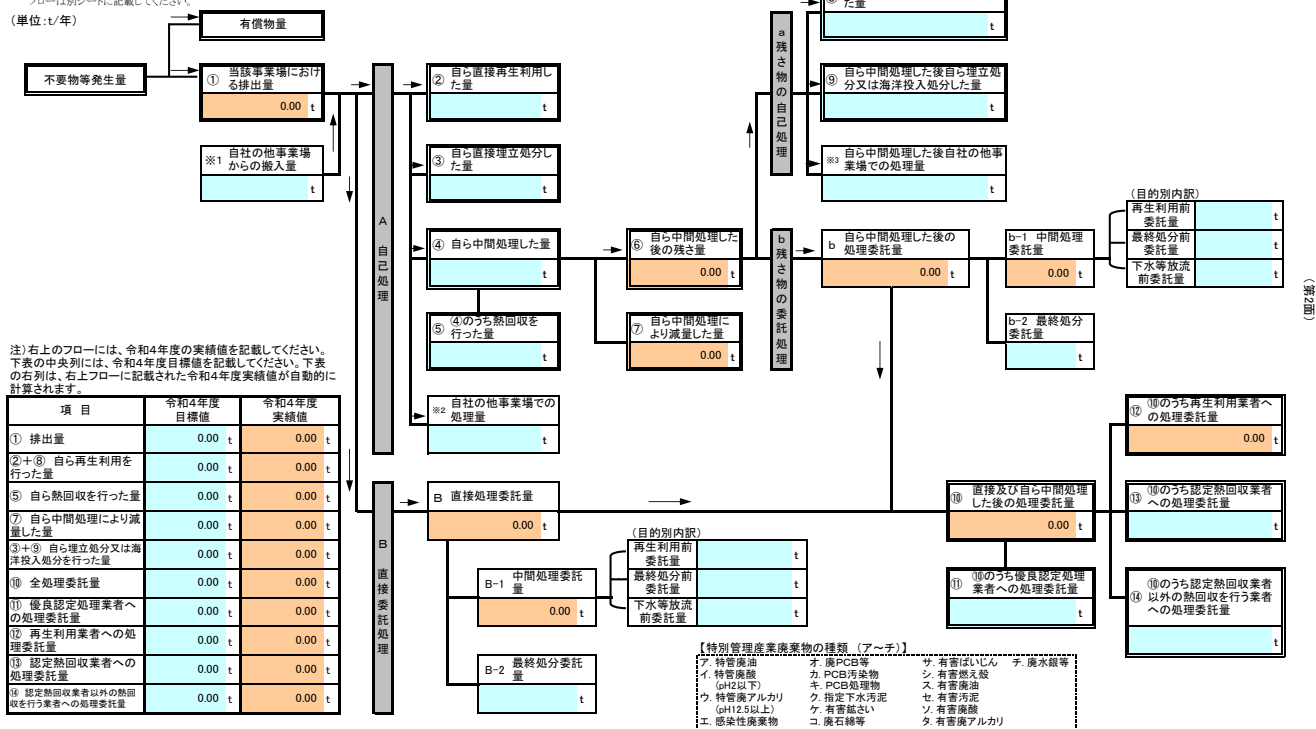 フローは別シートに記載してください。
(単位:t/年)
有償物量
不要物等発生量
① 当該事業場におけ
る排出量
0.00 t
※1 自社の他事業場
からの搬入量
t
A 自己処理
② 自ら直接再生利用し
た量
t
③ 自ら直接埋立処分し
た量
t
④ 自ら中間処理した量
t
⑤ ④のうち熱回収を
行った量
t
※2 自社の他事業場での
処理量
t
⑥ 自ら中間処理した
後の残さ量
0.00 t
⑦ 自ら中間処理に
より減量した量
0.00 t
a 残さ物の自己処理
た量
t
⑨ 自ら中間処理した後自ら埋立処
分又は海洋投入処分した量
t
※3 自ら中間処理した後自社の他事
業場での処理量
t
b 残さ物の委託処理
b 自ら中間処理した後の
処理委託量
0.00 t
b-1 中間処理
委託量
0.00 t
b-2 最終処分
委託量
t
(目的別内訳)
再生利用前
委託量
t
最終処分前
委託量
t
下水等放流
前委託量
t
(第2面)
注)右上のフローには、令和4年度の実績値を記載してください。
下表の中央列には、令和4年度目標値を記載してください。下表
の右列は、右上フローに記載された令和4年度実績値が自動的に
計算されます。
項 目 令和4年度
目標値 令和4年度
実績値
① 排出量 0.00 t 0.00 t
②+⑧ 自ら再生利用を
行った量 0.00 t 0.00 t
⑤ 自ら熱回収を行った量 0.00 t 0.00 t
⑦ 自ら中間処理により減
量した量 0.00 t 0.00 t
③+⑨ 自ら埋立処分又は海
洋投入処分を行った量 0.00 t 0.00 t
⑩ 全処理委託量 0.00 t 0.00 t
⑪ 優良認定処理業者へ
の処理委託量 0.00 t 0.00 t
⑫ 再生利用業者への処
理委託量 0.00 t 0.00 t
⑬ 認定熱回収業者への
処理委託量 0.00 t 0.00 t
⑭ 認定熱回収業者以外の熱回
収を行う業者への処理委託量 0.00 t 0.00 t
B 直接委託処理
B 直接処理委託量
0.00 t
B-1 中間処理委託
量
0.00 t
B-2 最終処分委託
量
t
(目的別内訳)
再生利用前
委託量
t
最終処分前
委託量
t
下水等放流
前委託量
t
⑩ 直接及び自ら中間処理
した後の処理委託量
0.00 t
⑪ ⑩のうち優良認定処理
業者への処理委託量
t
⑫ ⑩のうち再生利用業者へ
の処理委託量
0.00 t
⑬ ⑩のうち認定熱回収業者
への処理委託量
t
⑭ ⑩のうち認定熱回収業者
以外の熱回収を行う業者
への処理委託量
t
【特別管理産業廃棄物の種類 (ア~チ)】
ア. 特管廃油 オ. 廃PCB等 サ. 有害ばいじん チ. 廃水銀等
イ. 特管廃酸 カ. PCB汚染物 シ. 有害燃え殻
(pH2以下) キ. PCB処理物 ス. 有害廃油
ウ. 特管廃アルカリ ク. 指定下水汚泥 セ. 有害汚泥
(pH12.5以上) ケ. 有害鉱さい ソ. 有害廃酸
エ. 感染性廃棄物 コ. 廃石綿等 タ. 有害廃アルカリ